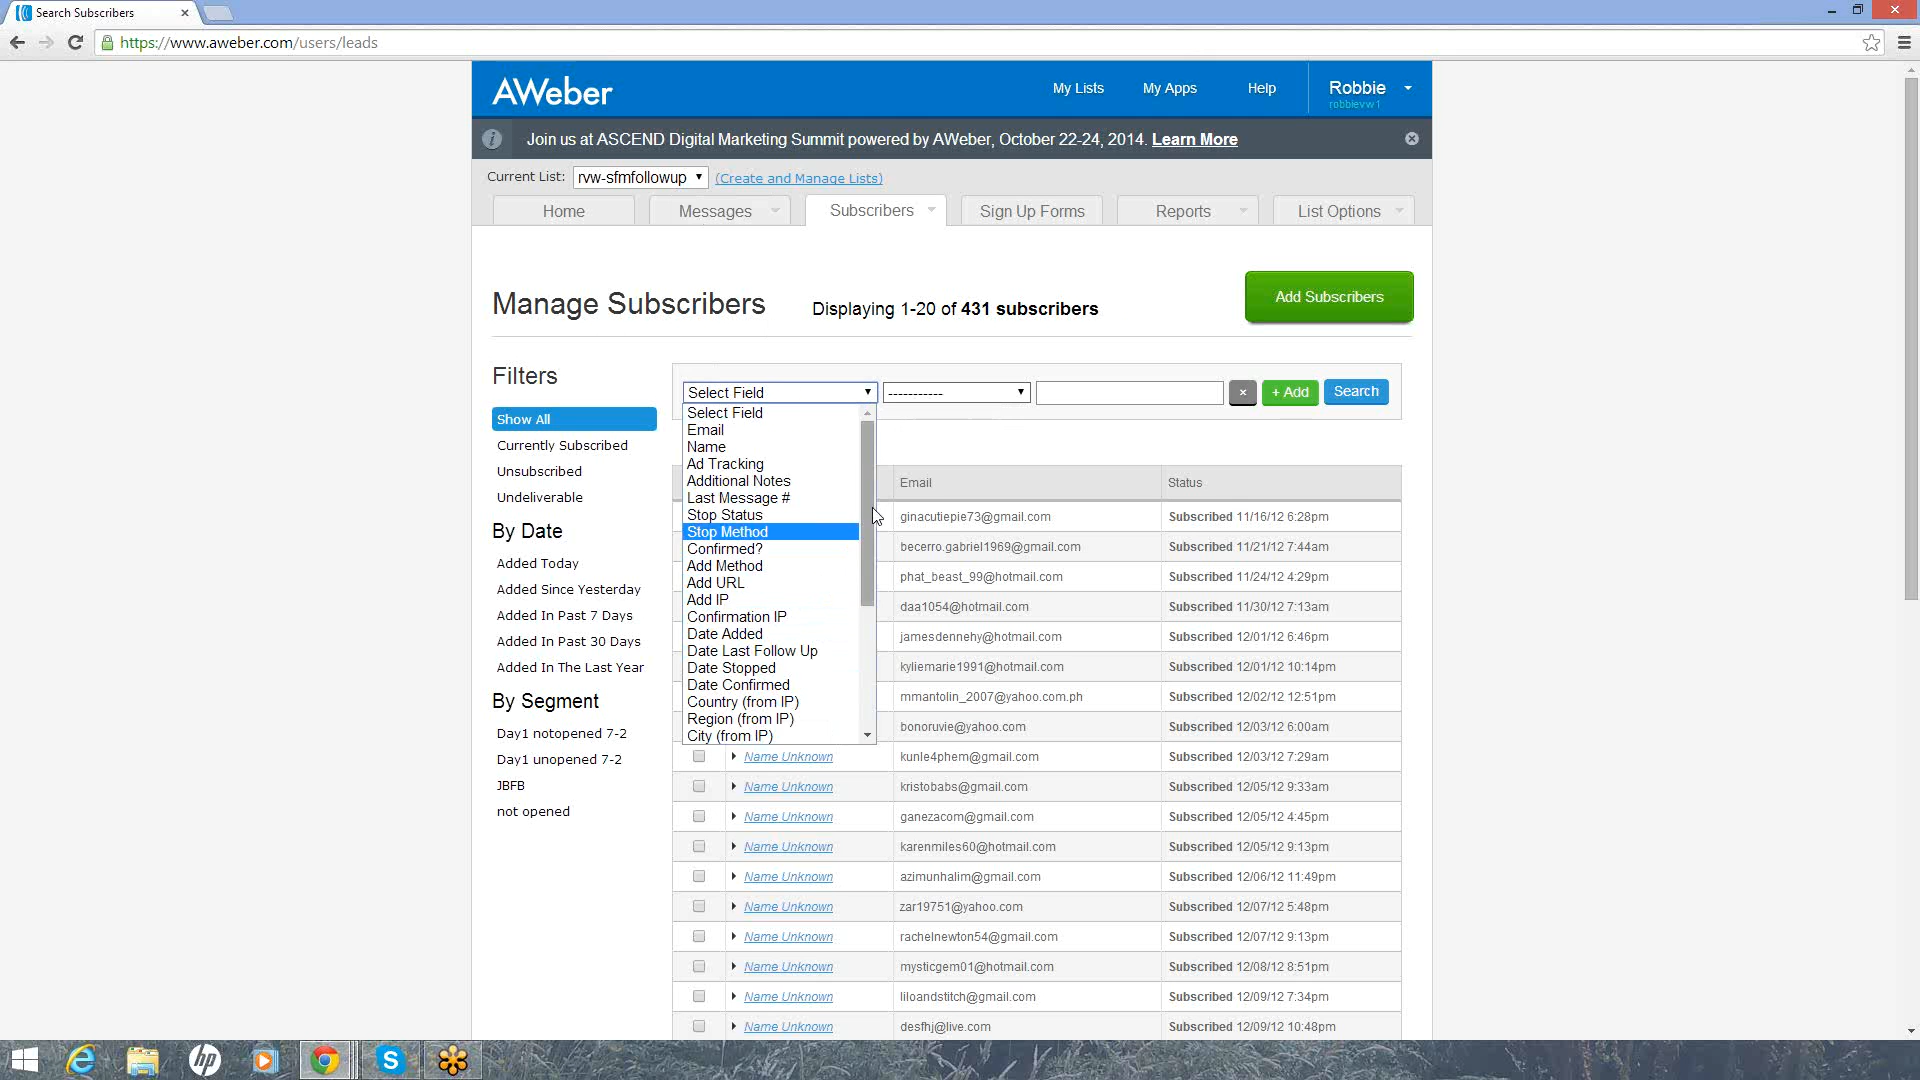 Search Subscribers
https://www.aweber.com/users/leads
AWeber
My Lists
My Apps
Help
Robbie
robbievw1
Join us at ASCEND Digital Marketing Summit powered by AWeber, October 22-24, 2014. Learn More
Current List:
rvw-sfmfollowup
(Create and Manage Lists)
Home
Messages
Subscribers
Sign Up Forms
Reports
List Options
Manage Subscribers
Displaying 1-20 of 431 subscribers
Add Subscribers
Filters
Show All
Currently Subscribed
Unsubscribed
Undeliverable
By Date
Added Today
Added Since Yesterday
Added In Past 7 Days
Added In Past 30 Days
Added In The Last Year
By Segment
Day1 notopened 7-2
Day1 unopened 7-2
JBFB
not opened
Select Field
-----------
×
+ Add
Search
Select Field
Email
Name
Ad Tracking
Additional Notes
Last Message #
Stop Status
Stop Method
Confirmed?
Add Method
Add URL
Add IP
Confirmation IP
Date Added
Date Last Follow Up
Date Stopped
Date Confirmed
Country (from IP)
Region (from IP)
City (from IP)
Email Status
ginacutiepie73@gmail.com Subscribed 11/16/12 6:28pm
becerro.gabriel1969@gmail.com Subscribed 11/21/12 7:44am
phat_beast_99@hotmail.com Subscribed 11/24/12 4:29pm
daa1054@hotmail.com Subscribed 11/30/12 7:13am
jamesdennehy@hotmail.com Subscribed 12/01/12 6:46pm
kyliemarie1991@hotmail.com Subscribed 12/01/12 10:14pm
mmantolin_2007@yahoo.com.ph Subscribed 12/02/12 12:51pm
bonoruvie@yahoo.com Subscribed 12/03/12 6:00am
Name Unknown kunle4phem@gmail.com Subscribed 12/03/12 7:29am
Name Unknown kristobabs@gmail.com Subscribed 12/05/12 9:33am
Name Unknown ganezacom@gmail.com Subscribed 12/05/12 4:45pm
Name Unknown karenmiles60@hotmail.com Subscribed 12/05/12 9:13pm
Name Unknown azimunhalim@gmail.com Subscribed 12/06/12 11:49pm
Name Unknown zar19751@yahoo.com Subscribed 12/07/12 5:48pm
Name Unknown rachelnewton54@gmail.com Subscribed 12/07/12 9:13pm
Name Unknown mysticgem01@hotmail.com Subscribed 12/08/12 8:51pm
Name Unknown liloandstitch@gmail.com Subscribed 12/09/12 7:34pm
Name Unknown desfhj@live.com Subscribed 12/09/12 10:48pm